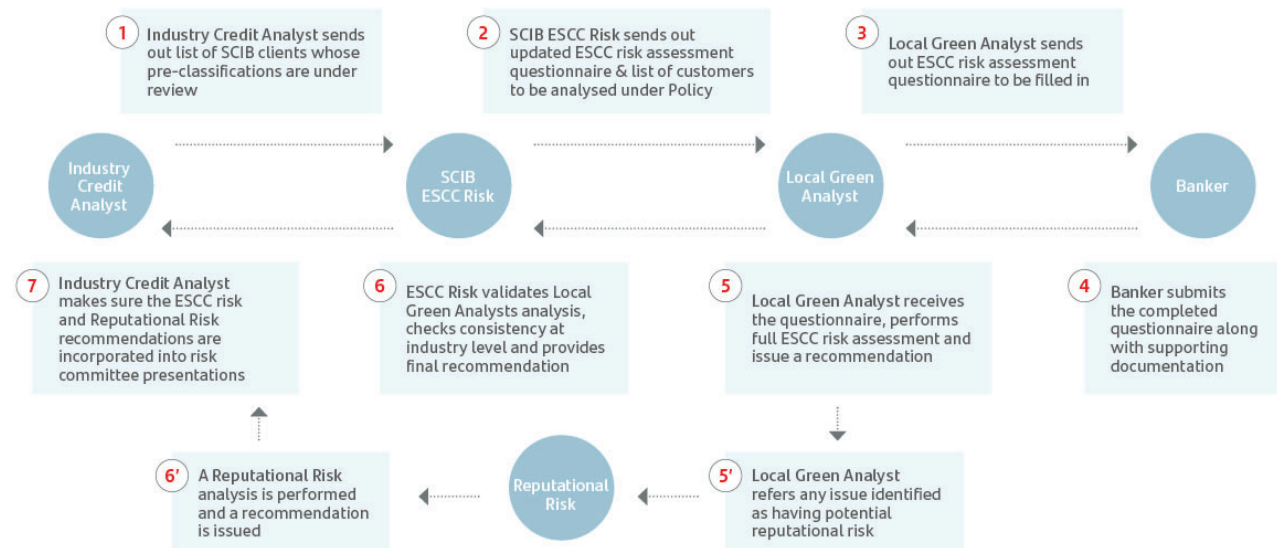 1
Industry Credit Analyst sends
out list of SCIB clients whose
pre-classifications are under
review
2
SCIB ESCC Risk sends out
updated ESCC risk assessment
questionnaire & list of customers
to be analysed under Policy
3
Local Green Analyst sends
out ESCC risk assessment
questionnaire to be filled in
Industry
Credit
Analyst
SCIB
ESCC Risk
Local Green
Analyst
Banker
7
Industry Credit Analyst
makes sure the ESCC risk
and Reputational Risk
recommendations are
incorporated into risk
committee presentations
6
ESCC Risk validates Local
Green Analysts analysis,
checks consistency at
industry level and provides
final recommendation
5
Local Green Analyst receives
the questionnaire, performs
full ESCC risk assessment and
issue a recommendation
4
Banker submits
the completed
questionnaire along
with supporting
documentation
6'
A Reputational Risk
analysis is performed
and a recommendation
is issued
Reputational
Risk
5'
Local Green Analyst
refers any issue identified
as having potential
reputational risk